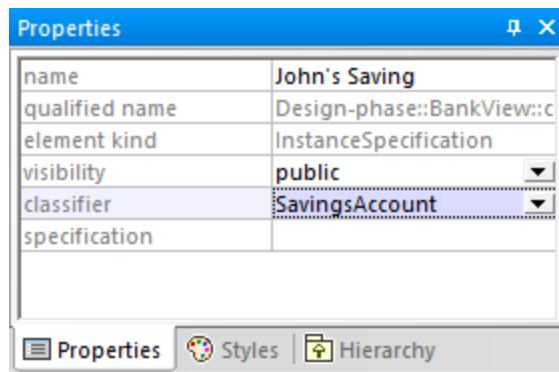 Properties
name John's Saving
qualified name Design-phase::BankView::c
element kind InstanceSpecification
visibility public
classifier SavingsAccount
specification
Properties Styles Hierarchy